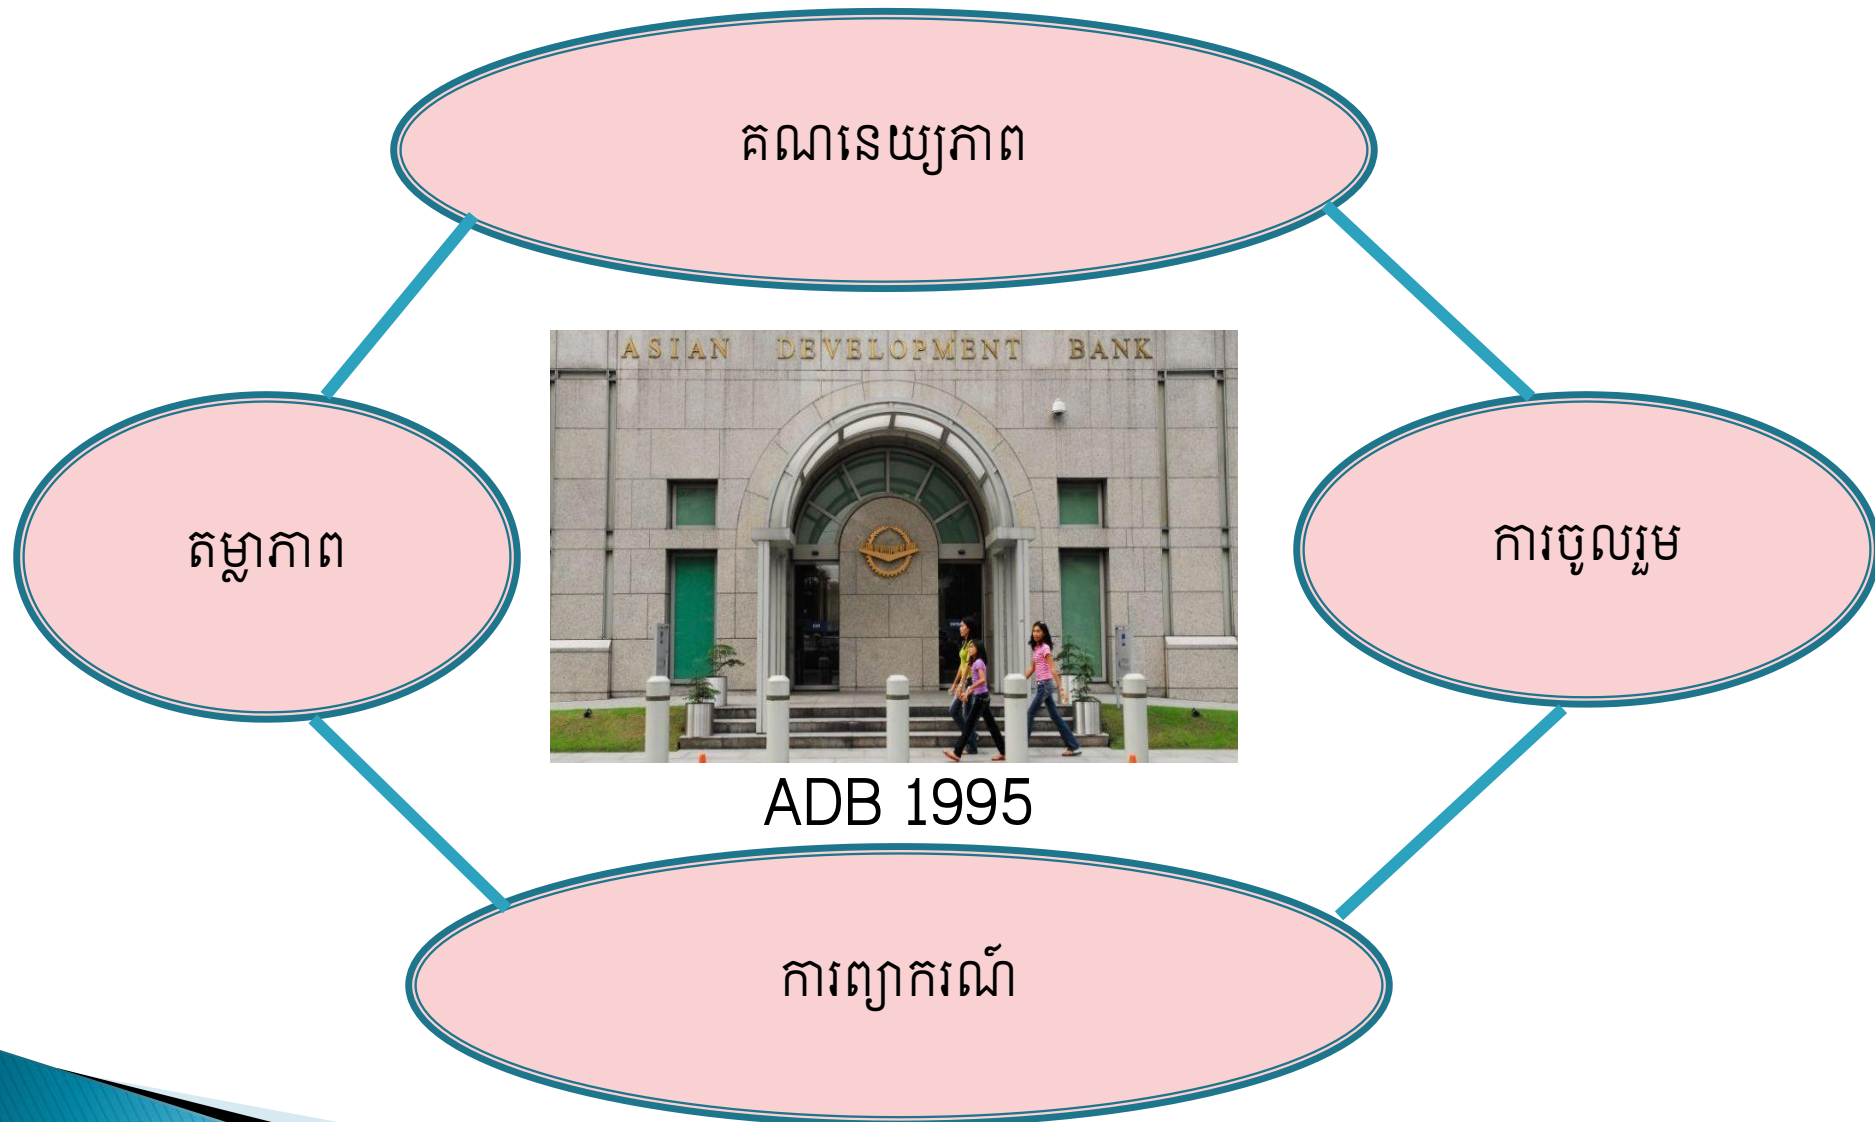 គណនេយ្យភាព
ASIAN DEVELOPMENT BANK
តម្លាភាព
ការចូលរួម
ADB 1995
ការព្យាករណ៍